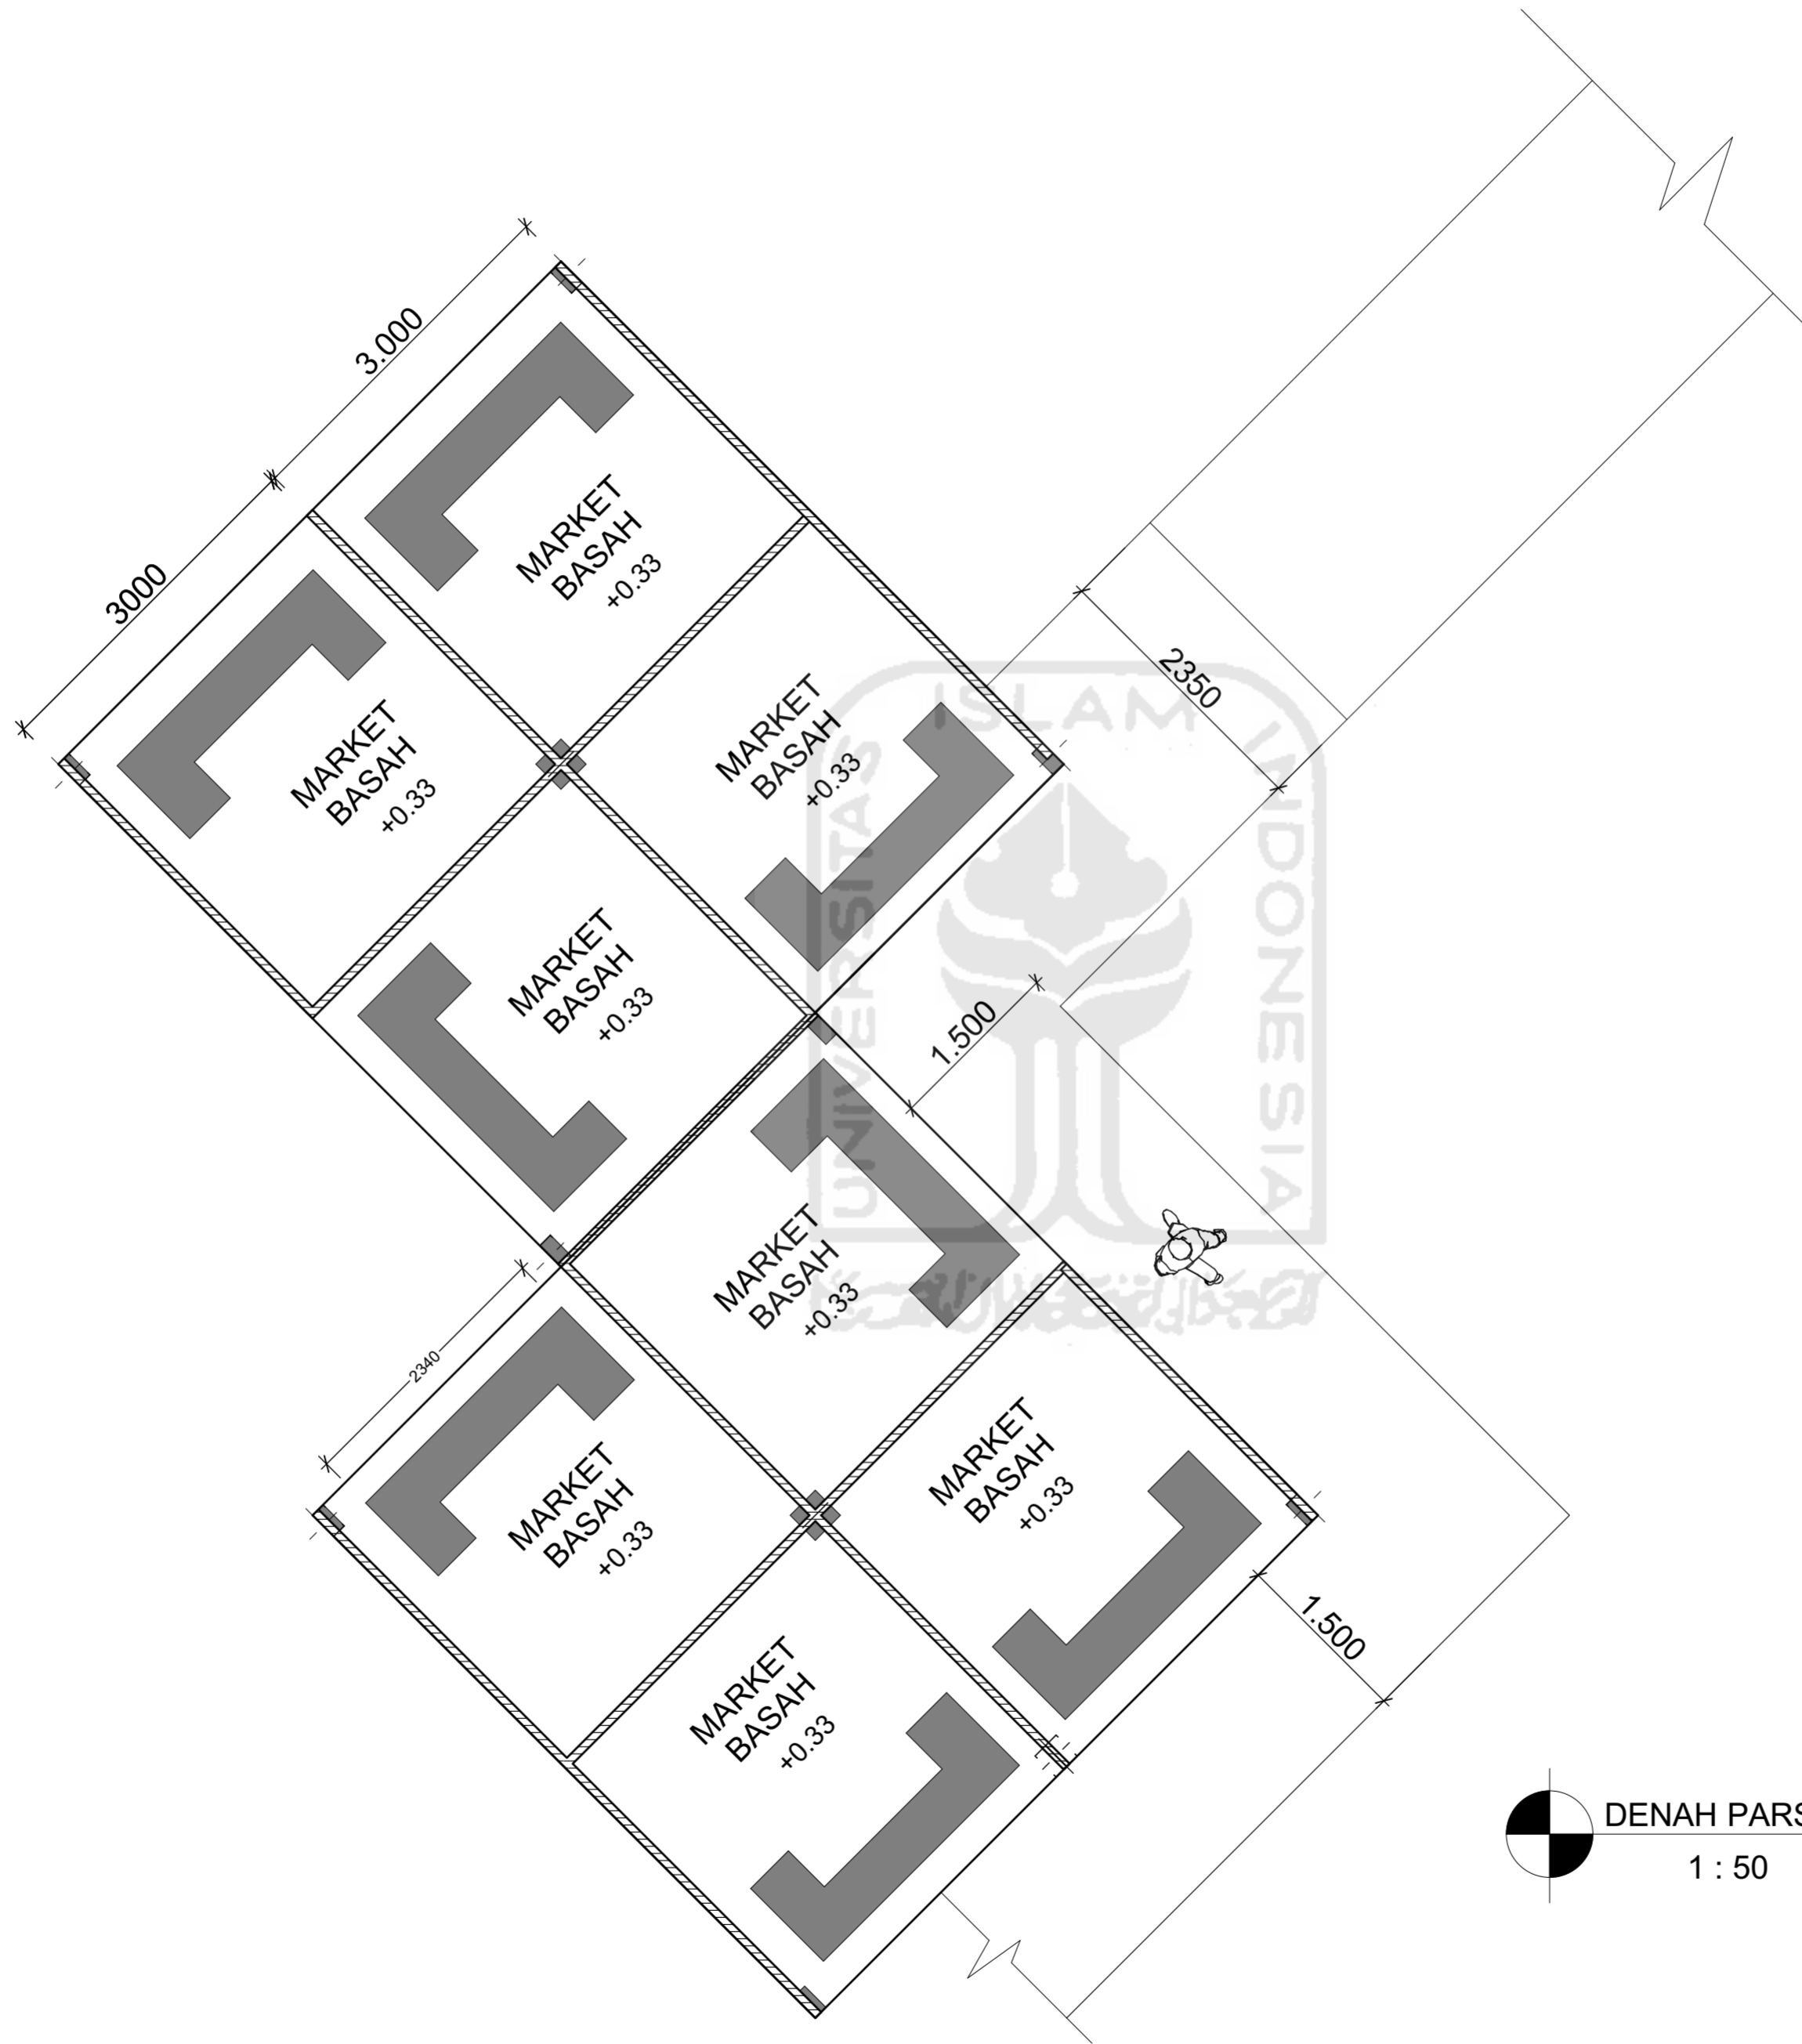 3.000
3000
MARKET
BASAH
+0.33
MARKET
BASAH
+0.33
MARKET
BASAH
+0.33
2350
MARKET
BASAH
+0.33
1.500
MARKET
BASAH
+0.33
2340
MARKET
BASAH
+0.33
MARKET
BASAH
+0.33
1.500
MARKET
BASAH
+0.33
UNIVERSITAS
ISLAM
INDONESIA
DENAH PARS
1 : 50